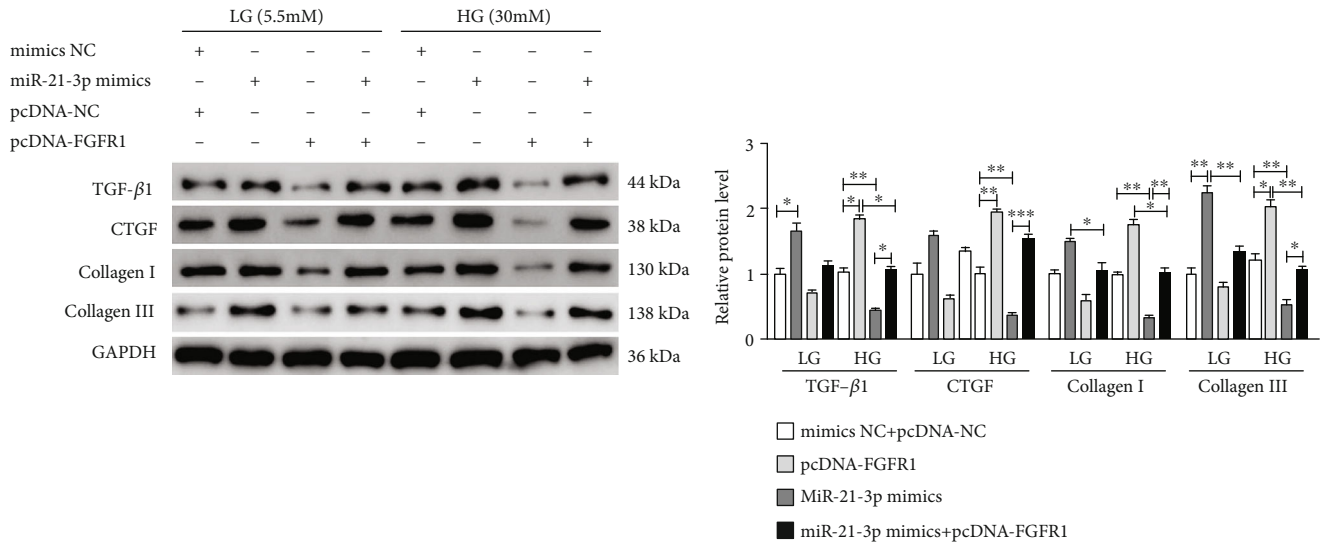 LG (5.5mM) HG (30mM)
mimics NC + – – – + – – –
miR-21-3p mimics – + – + – + – +
pcDNA-NC + – – – + – – –
pcDNA-FGFR1 – – + + – – + +
TGF-β1 44 kDa
CTGF 38 kDa
Collagen I 130 kDa
Collagen III 138 kDa
GAPDH 36 kDa
Relative protein level
3
2
1
0
* ** * * *
** ** ***
* ** ** *
** ** ** * ** *
LG HG LG HG LG HG LG HG
TGF–β1 CTGF Collagen I Collagen III
mimics NC+pcDNA-NC
pcDNA-FGFR1
MiR-21-3p mimics
miR-21-3p mimics+pcDNA-FGFR1